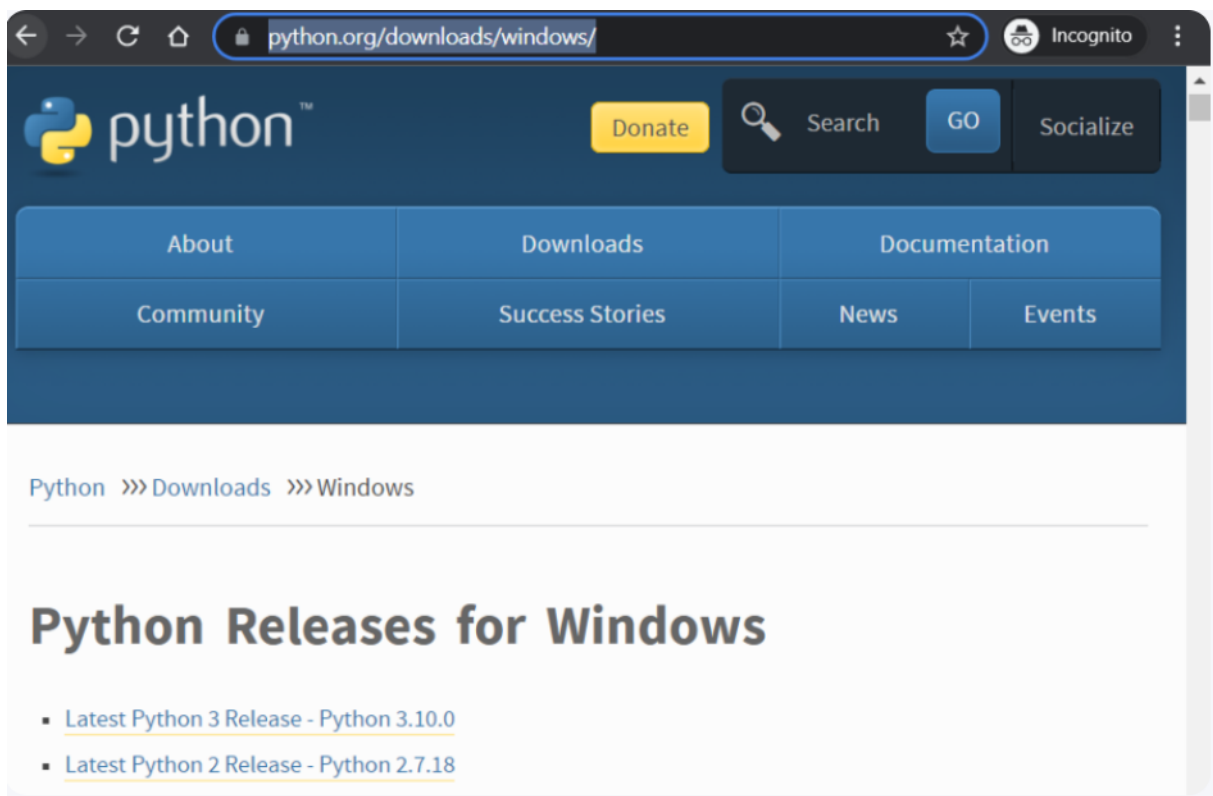 python.org/downloads/windows/ Incognito
python™ Donate Search GO Socialize
About Downloads Documentation
Community Success Stories News Events
Python >>> Downloads >>> Windows
Python Releases for Windows
▪ Latest Python 3 Release - Python 3.10.0
▪ Latest Python 2 Release - Python 2.7.18